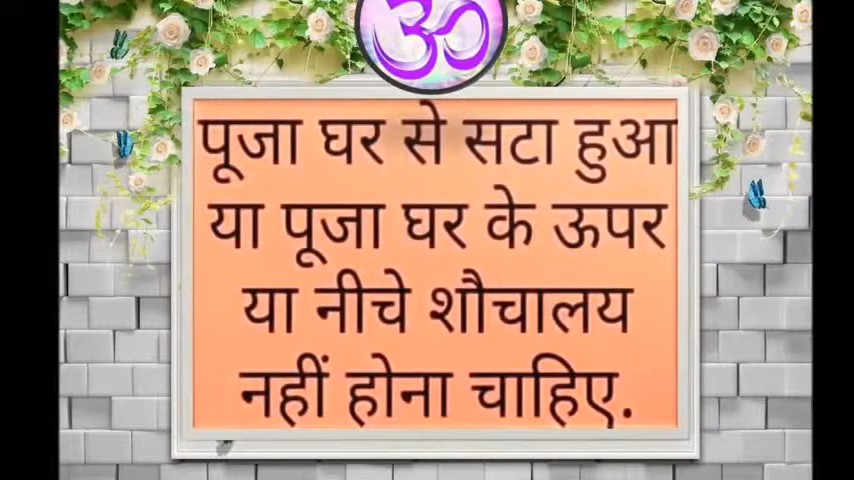 ॐ
पूजा घर से सटा हुआ
या पूजा घर के ऊपर
या नीचे शौचालय
नहीं होना चाहिए.